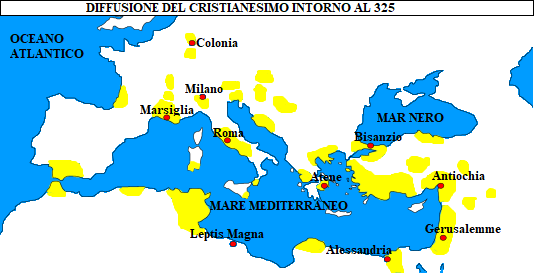 DIFFUSIONE DEL CRISTIANESIMO INTORNO AL 325
OCEANO
ATLANTICO
Colonia
Milano
Marsiglia
Roma
MAR NERO
Bisanzio
Atene
Antiochia
MARE MEDITERRANEO
Leptis Magna
Gerusalemme
Alessandria